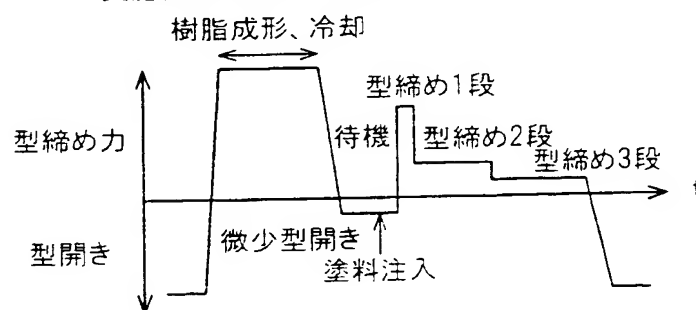 樹脂成形、冷却
型締め1段
型締め力
待機
型締め2段
型締め3段
型開き
微少型開き
塗料注入